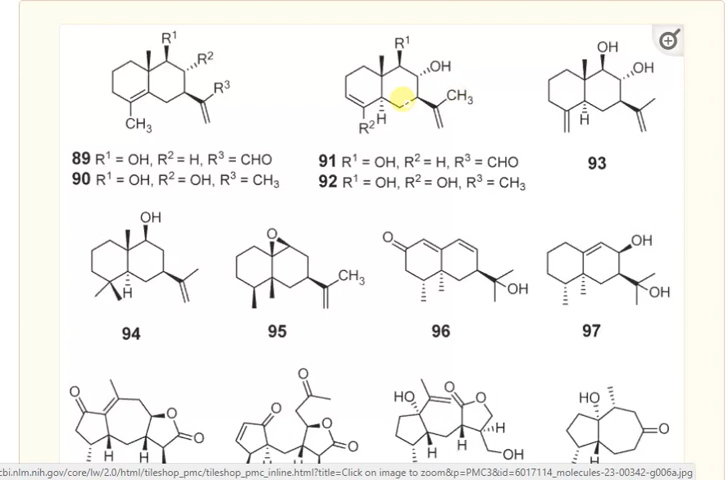 R¹ R² R³ CH₃
R¹ OH CH₃ R² H
OH OH H
89 R¹ = OH, R² = H, R³ = CHO
90 R¹ = OH, R² = OH, R³ = CH₃
91 R¹ = OH, R² = H, R³ = CHO
92 R¹ = OH, R² = OH, R³ = CH₃
93
OH H
O CH₃
O OH
OH OH
94 95 96 97
O O O H H
O O O O H
HO O O H H H OH
HO O H
cbi.nlm.nih.gov/core/lw/2.0/html/tileshop_pmc/tileshop_pmc_inline.html?title=Click on image to zoom&p=PMC3&id=6017114_molecules-23-00342-g006a.jpg